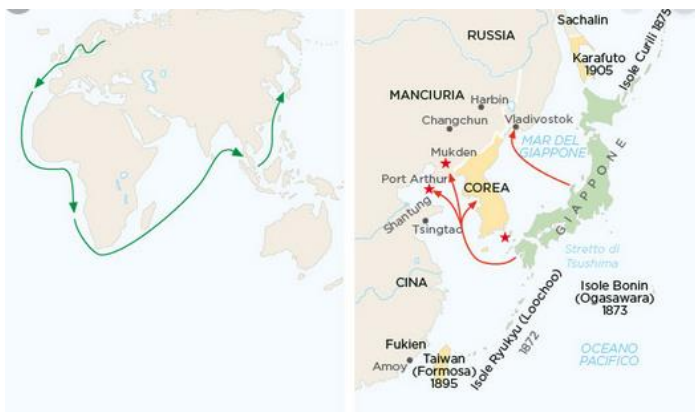 Sachalin
RUSSIA
Karafuto
1905
Isole Curili 1875
MANCIURIA
Harbin
Changchun
Vladivostok
MAR DEL
GIAPPONE
Mukden
Port Arthur
COREA
GIAPPONE
Shantung
Tsingtao
Stretto di
Tsushima
CINA
Isole Bonin
(Ogasawara)
1873
Isole Ryukyu (Loochoo)
1872
Fukien
Amoy
Taiwan
(Formosa)
1895
OCEANO
PACIFICO